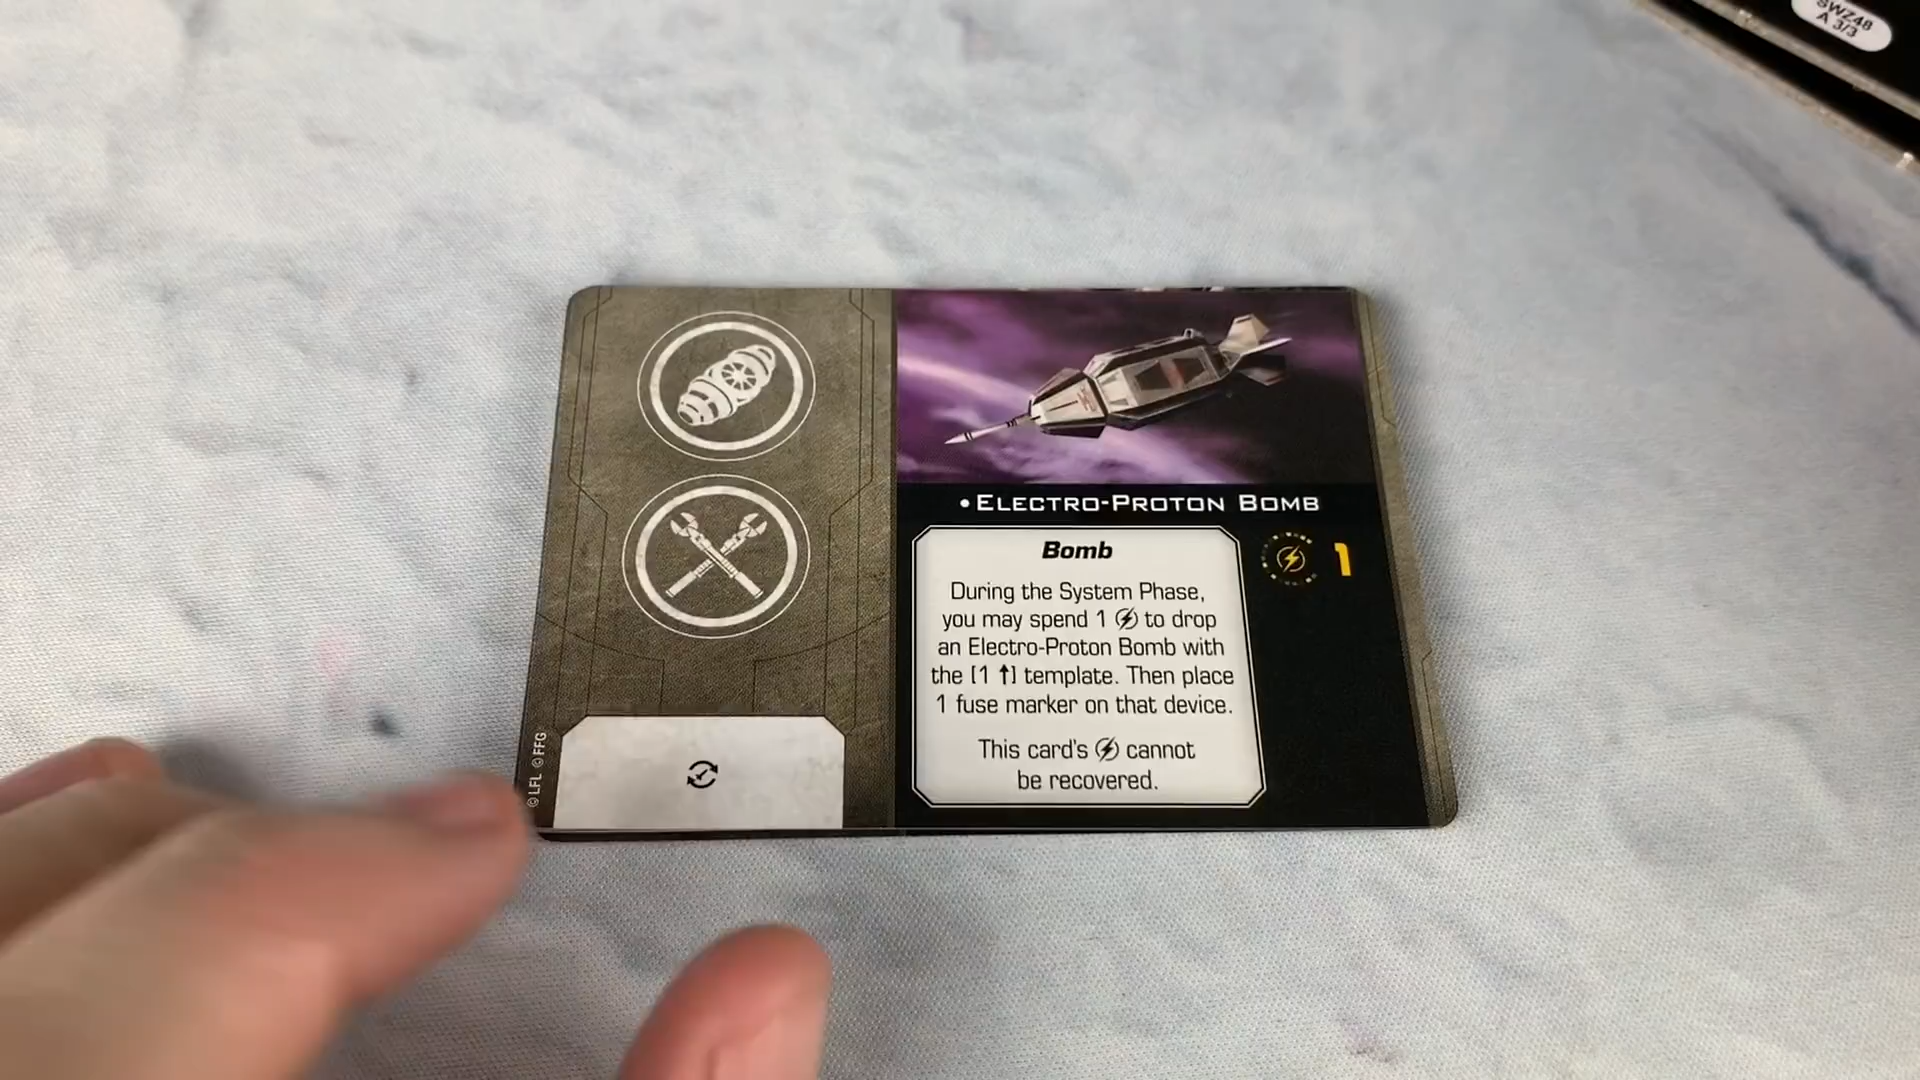 SWZ48
A 3/3
• ELECTRO-PROTON BOMB
Bomb
1
During the System Phase,
you may spend 1 to drop
an Electro-Proton Bomb with
the [1 ↑] template. Then place
1 fuse marker on that device.
This card's cannot
be recovered.
© LFL © FFG